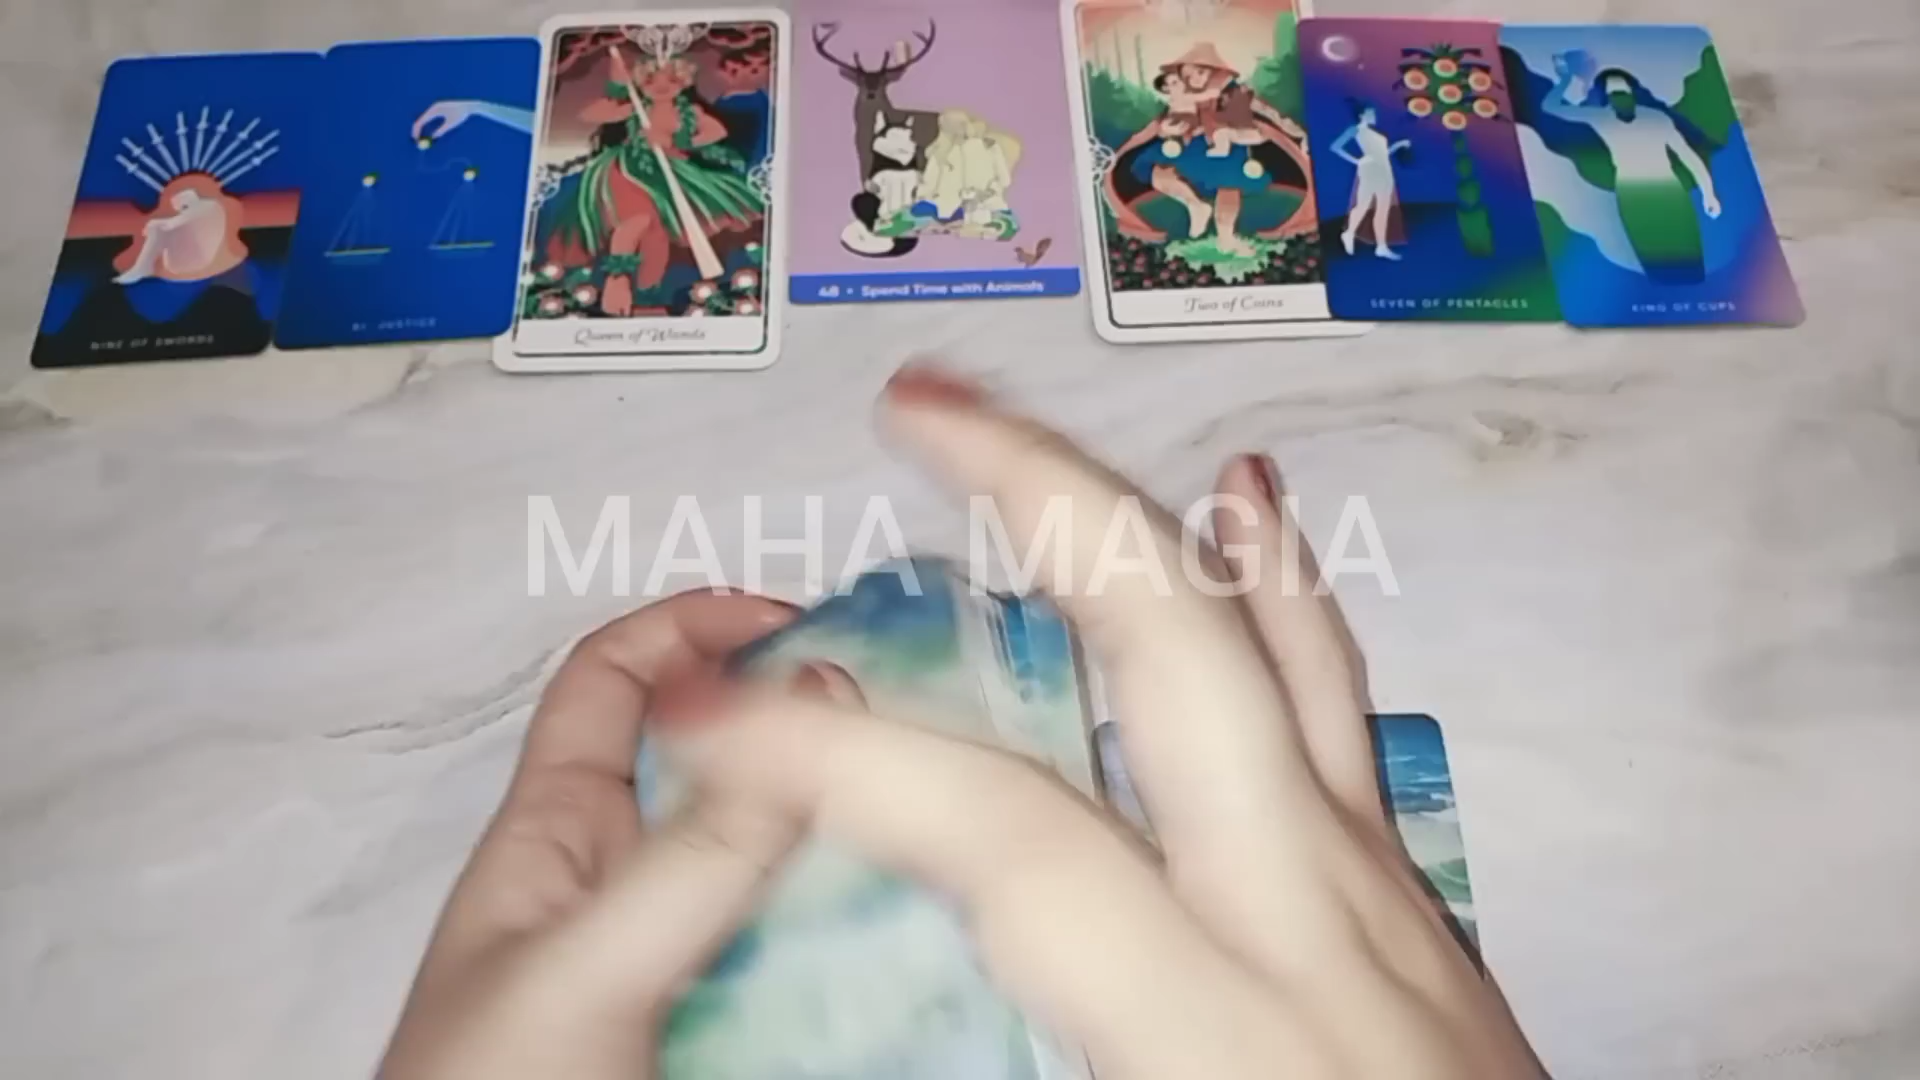 NINE OF SWORDS
XI. JUSTICE
Queen of Wands
48 • Spend Time with Animals
Two of Coins
SEVEN OF PENTACLES
KING OF CUPS
MAHA MAGIA